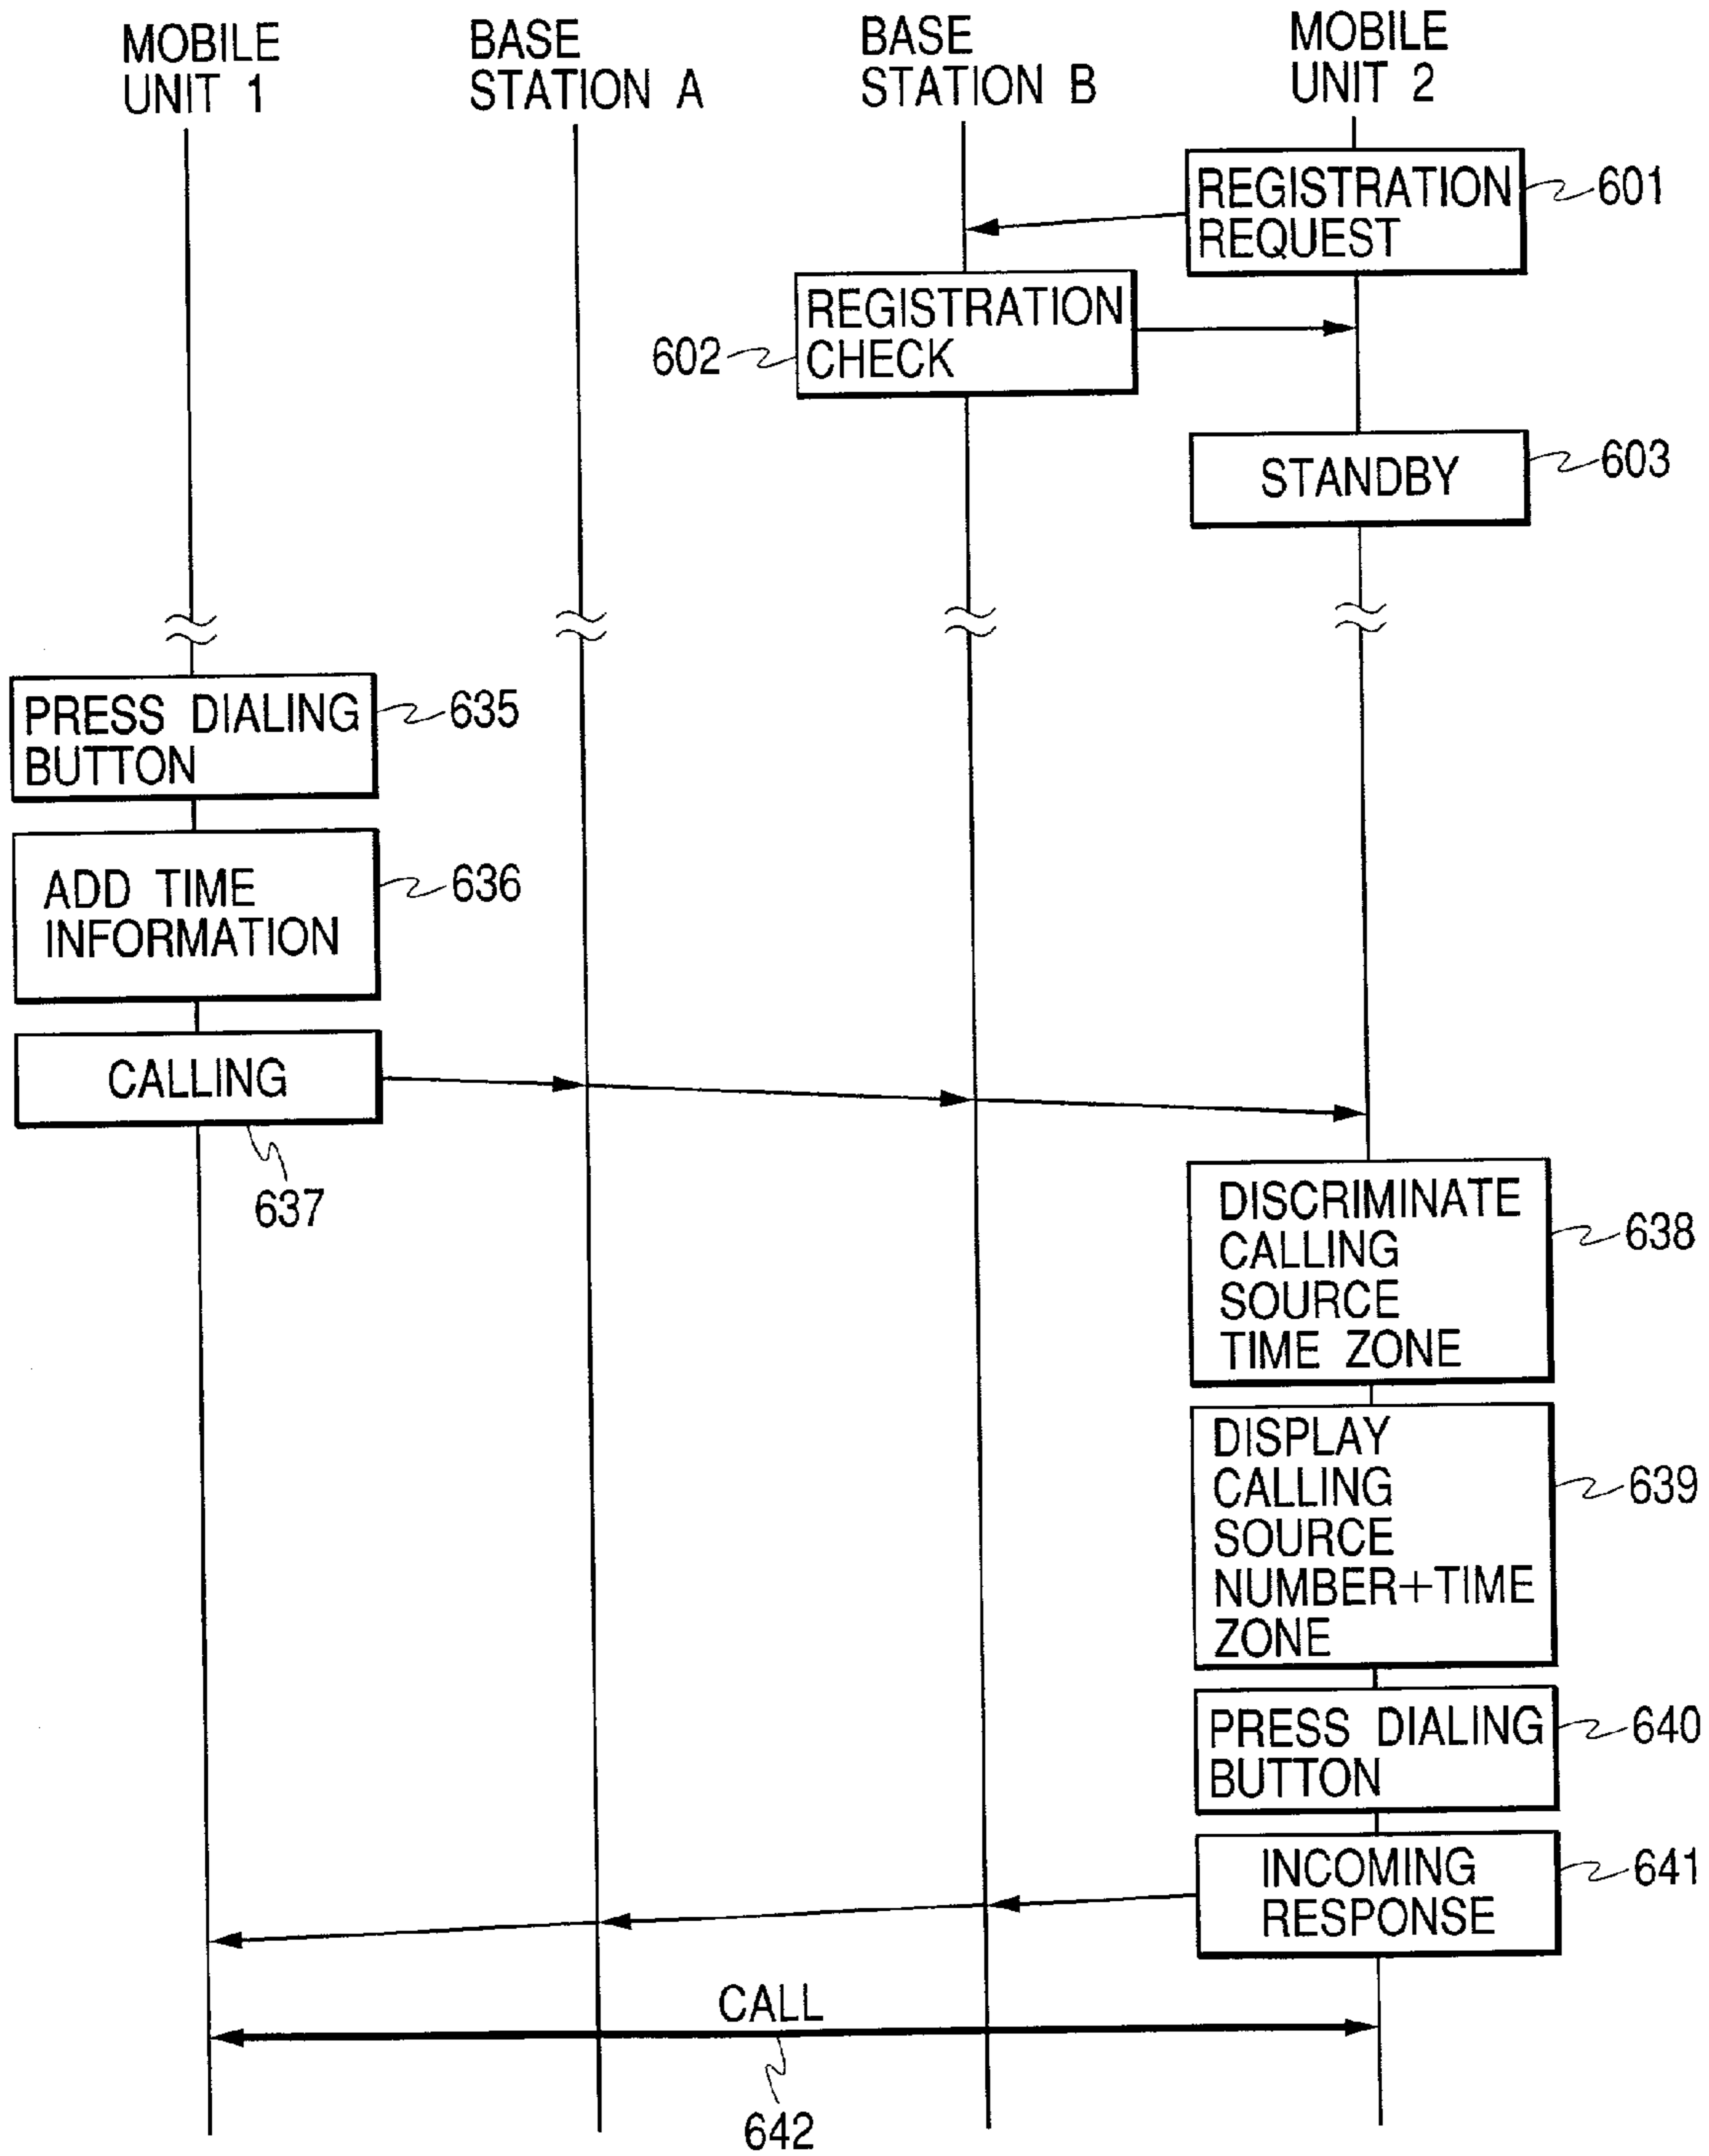 MOBILE
UNIT 1
BASE
STATION A
BASE
STATION B
MOBILE
UNIT 2
REGISTRATION
REQUEST
601
REGISTRATION
CHECK
602
STANDBY
603
PRESS DIALING
BUTTON
635
ADD TIME
INFORMATION
636
CALLING
637
DISCRIMINATE
CALLING
SOURCE
TIME ZONE
638
DISPLAY
CALLING
SOURCE
NUMBER+TIME
ZONE
639
PRESS DIALING
BUTTON
640
INCOMING
RESPONSE
641
CALL
642